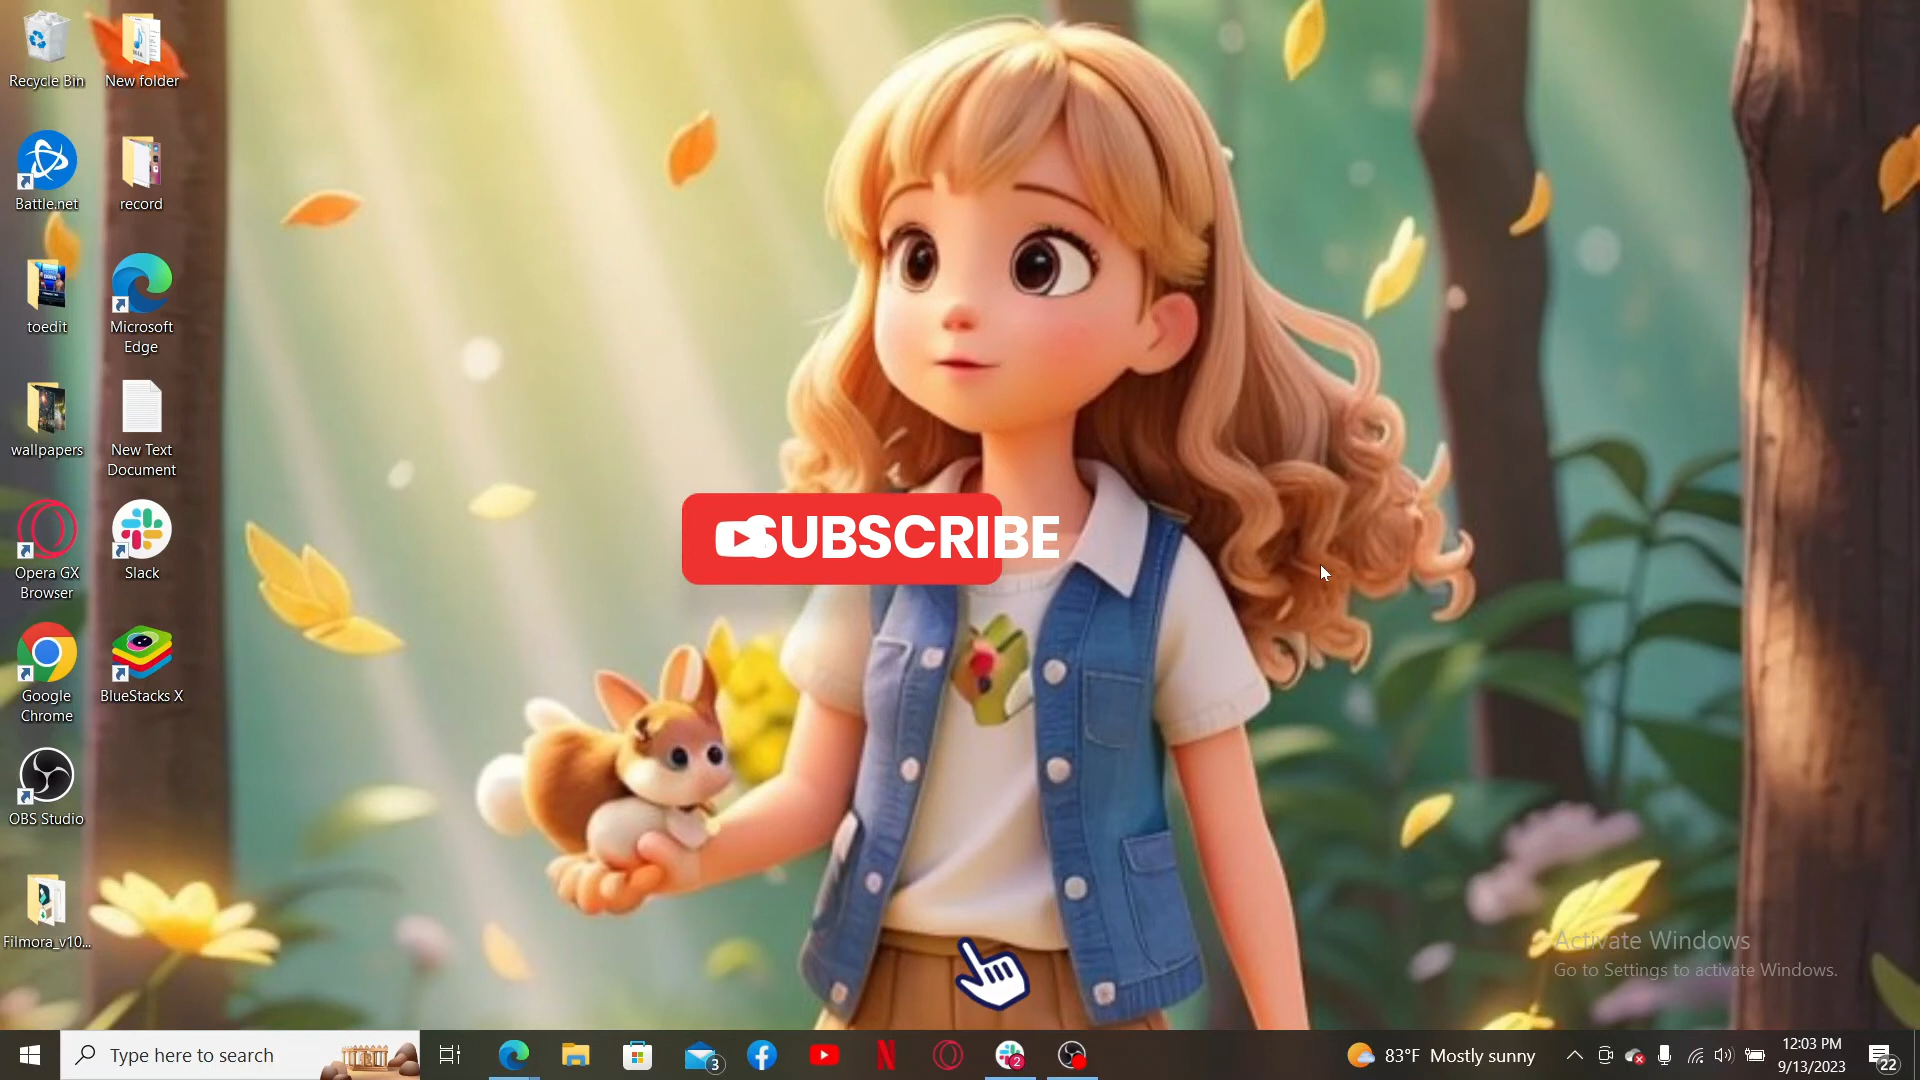 Recycle Bin
New folder
Battle.net
record
toedit
Microsoft
Edge
wallpapers
New Text
Document
Opera GX
Browser
Slack
Google
Chrome
BlueStacks X
OBS Studio
Filmora_v10...
SUBSCRIBE
Activate Windows
Go to Settings to activate Windows.
Type here to search
3
N
2
83°F Mostly sunny
12:03 PM
9/13/2023
22